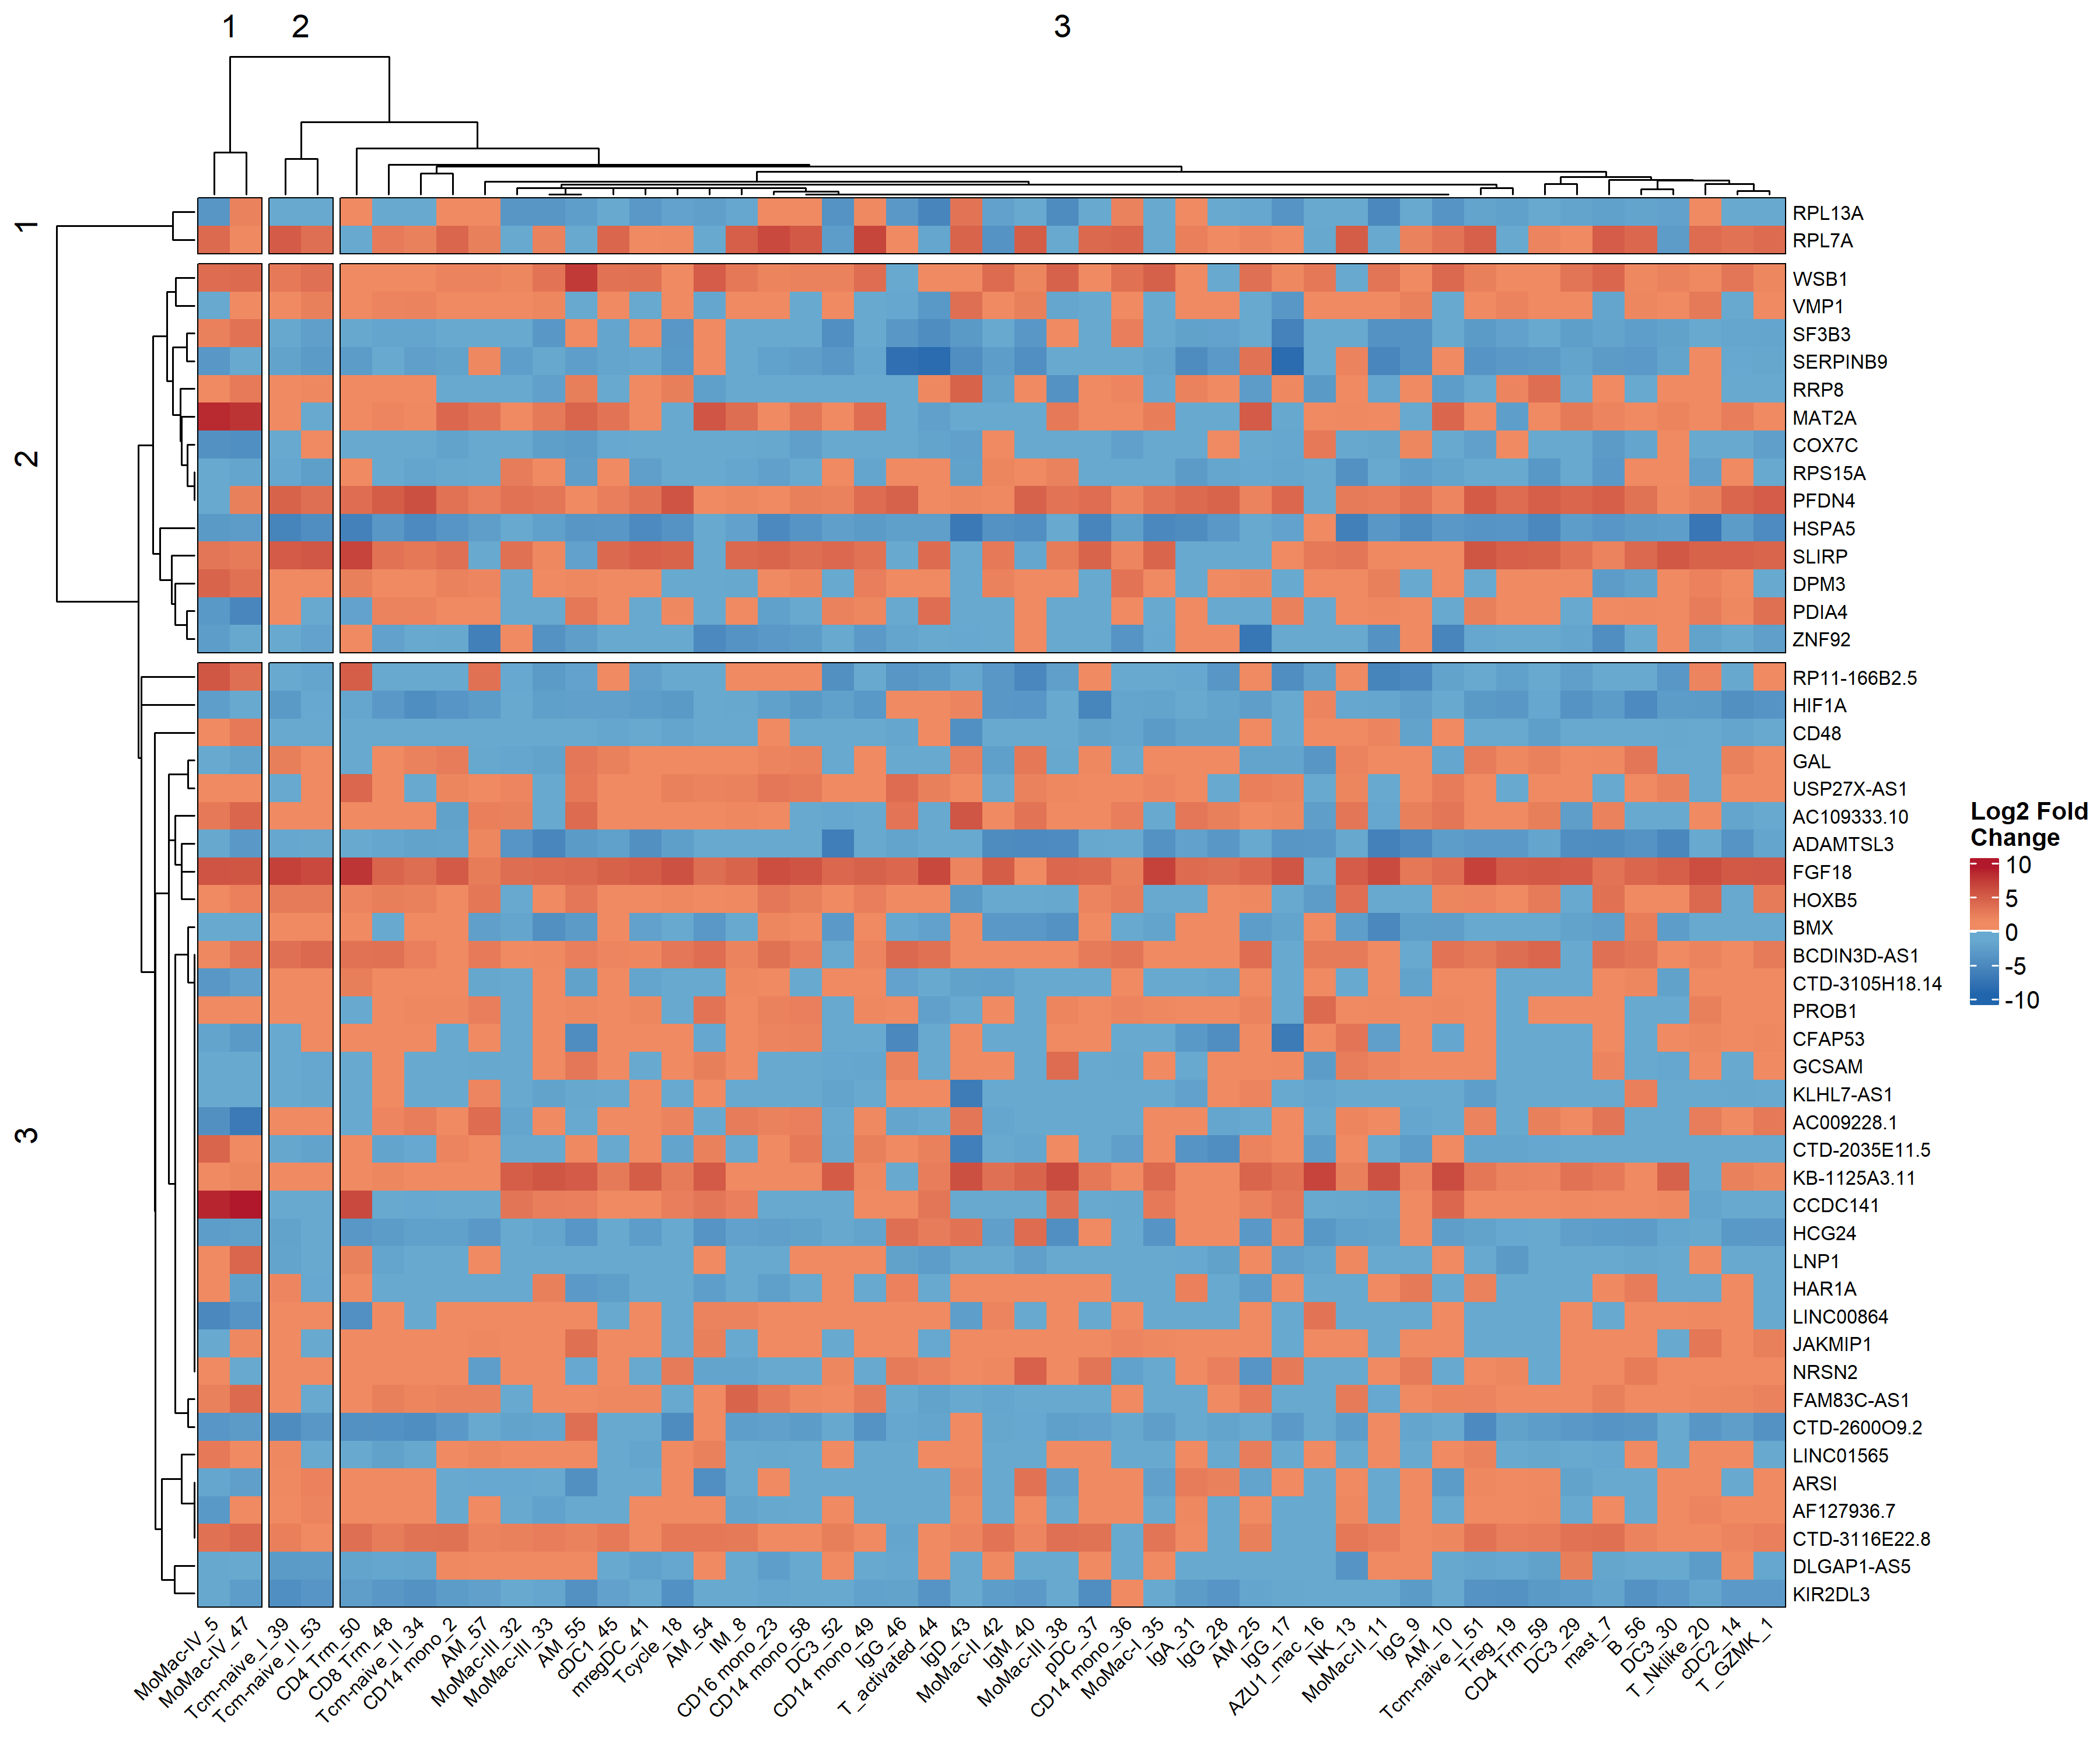 1 2 3
1
2
3
RPL13A
RPL7A
WSB1
VMP1
SF3B3
SERPINB9
RRP8
MAT2A
COX7C
RPS15A
PFDN4
HSPA5
SLIRP
DPM3
PDIA4
ZNF92
RP11-166B2.5
HIF1A
CD48
GAL
USP27X-AS1
AC109333.10
ADAMTSL3
FGF18
HOXB5
BMX
BCDIN3D-AS1
CTD-3105H18.14
PROB1
CFAP53
GCSAM
KLHL7-AS1
AC009228.1
CTD-2035E11.5
KB-1125A3.11
CCDC141
HCG24
LNP1
HAR1A
LINC00864
JAKMIP1
NRSN2
FAM83C-AS1
CTD-2600O9.2
LINC01565
ARSI
AF127936.7
CTD-3116E22.8
DLGAP1-AS5
KIR2DL3
Log2 Fold
Change
10
5
0
-5
-10
MoMac-IV_5
MoMac-IV_47
Tcm-naive_I_39
Tcm-naive_II_53
CD4 Trm_50
CD8 Trm_48
Tcm-naive_II_34
CD14 mono_2
AM_57
MoMac-III_32
MoMac-III_33
AM_55
cDC1_45
mregDC_41
Tcycle_18
AM_54
IM_8
CD16 mono_23
CD14 mono_58
DC3_52
CD14 mono_49
IgG_46
T_activated_44
IgD_43
MoMac-II_42
IgM_40
MoMac-III_38
pDC_37
CD14 mono_36
MoMac-I_35
IgA_31
IgG_28
AM_25
IgG_17
AZU1_mac_16
NK_13
MoMac-II_11
IgG_9
AM_10
Tcm-naive_I_51
Treg_19
CD4 Trm_59
DC3_29
mast_7
B_56
DC3_30
T_Nklike_20
cDC2_14
T_GZMK_1